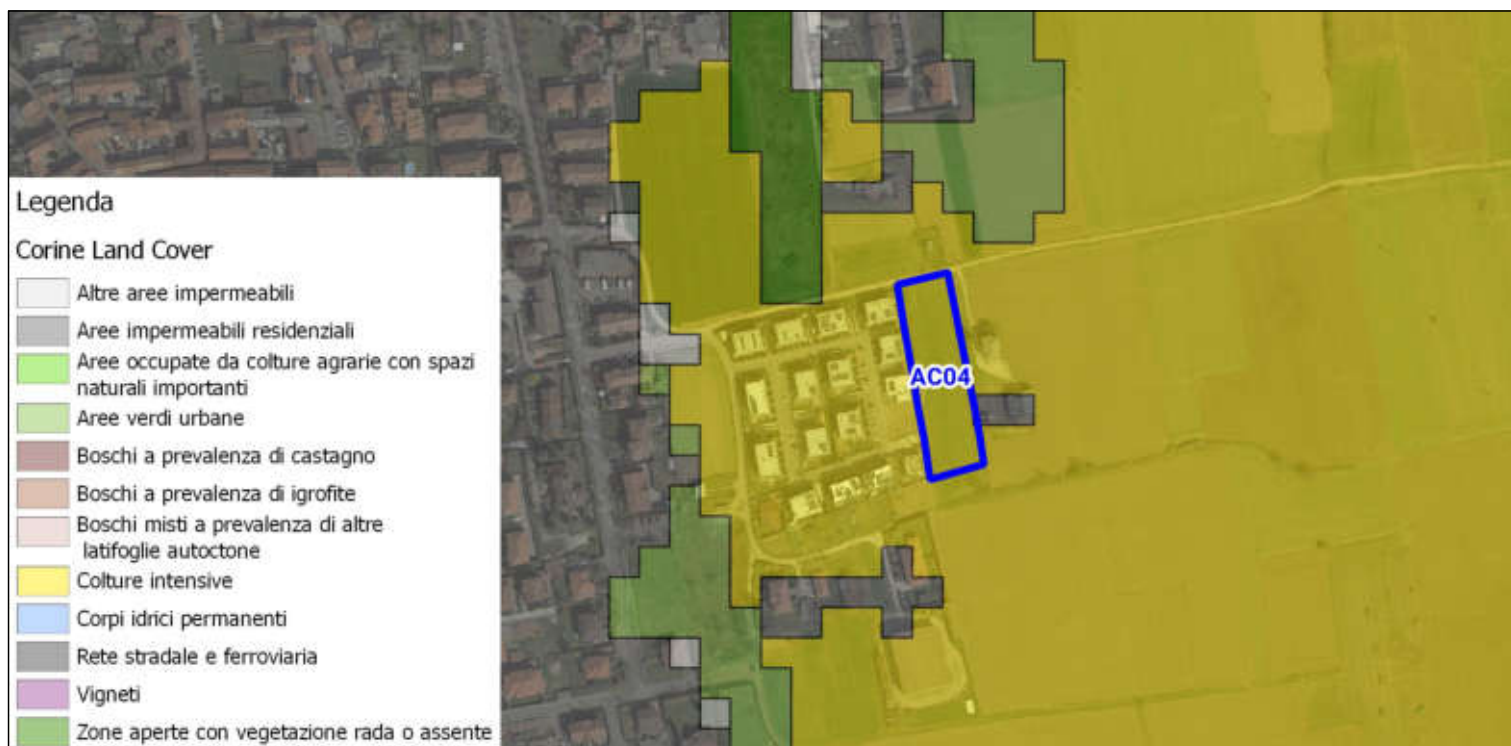 Legenda
Corine Land Cover
Altre aree impermeabili
Aree impermeabili residenziali
Aree occupate da colture agrarie con spazi
naturali importanti
Aree verdi urbane
Boschi a prevalenza di castagno
Boschi a prevalenza di igrofite
Boschi misti a prevalenza di altre
latifoglie autoctone
Colture intensive
Corpi idrici permanenti
Rete stradale e ferroviaria
Vigneti
Zone aperte con vegetazione rada o assente
AC04